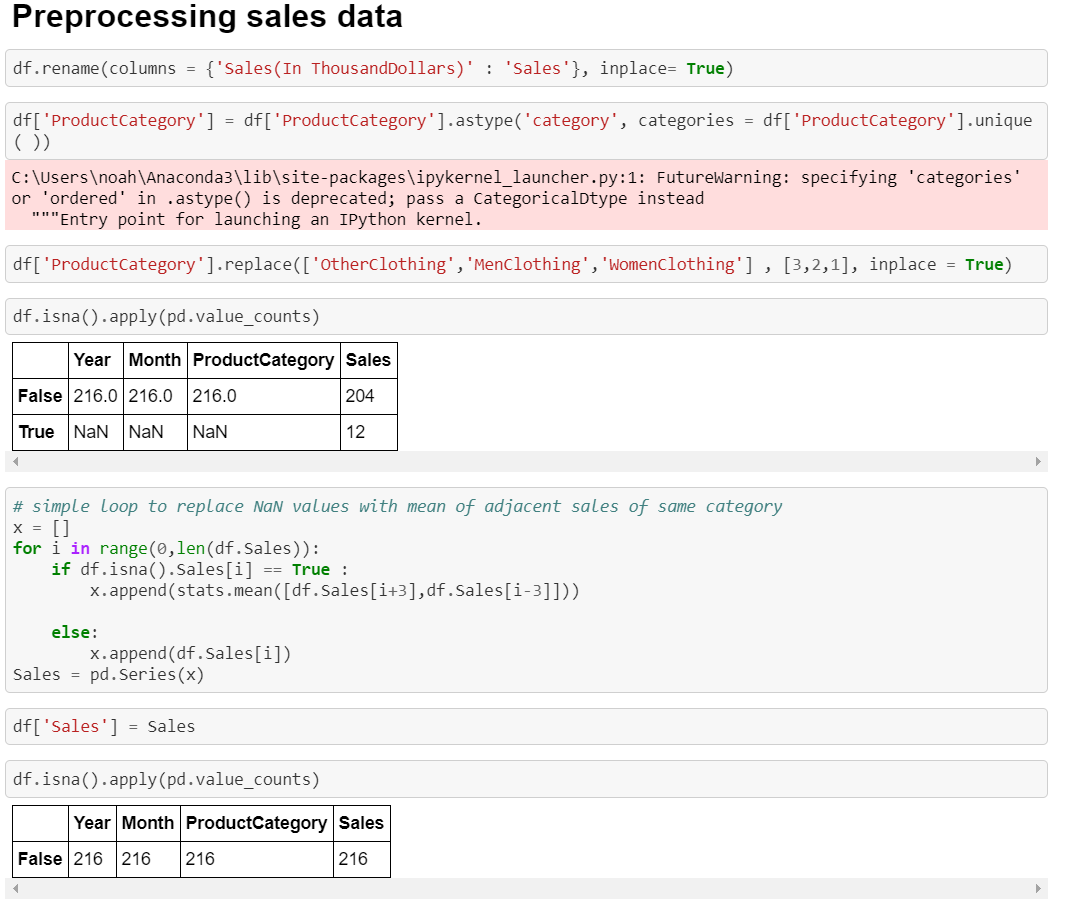 Preprocessing sales data
df.rename(columns = {'Sales(In ThousandDollars)' : 'Sales'}, inplace= True)
df['ProductCategory'] = df['ProductCategory'].astype('category', categories = df['ProductCategory'].unique
( ))
C:\Users\noah\Anaconda3\lib\site-packages\ipykernel_launcher.py:1: FutureWarning: specifying 'categories'
or 'ordered' in .astype() is deprecated; pass a CategoricalDtype instead
  """Entry point for launching an IPython kernel.
df['ProductCategory'].replace(['OtherClothing','MenClothing','WomenClothing'] , [3,2,1], inplace = True)
df.isna().apply(pd.value_counts)
Year Month ProductCategory Sales
False 216.0 216.0 216.0 204
True NaN NaN NaN 12
# simple loop to replace NaN values with mean of adjacent sales of same category
x = []
for i in range(0,len(df.Sales)):
    if df.isna().Sales[i] == True :
        x.append(stats.mean([df.Sales[i+3],df.Sales[i-3]]))
    else:
        x.append(df.Sales[i])
Sales = pd.Series(x)
df['Sales'] = Sales
df.isna().apply(pd.value_counts)
Year Month ProductCategory Sales
False 216 216 216 216